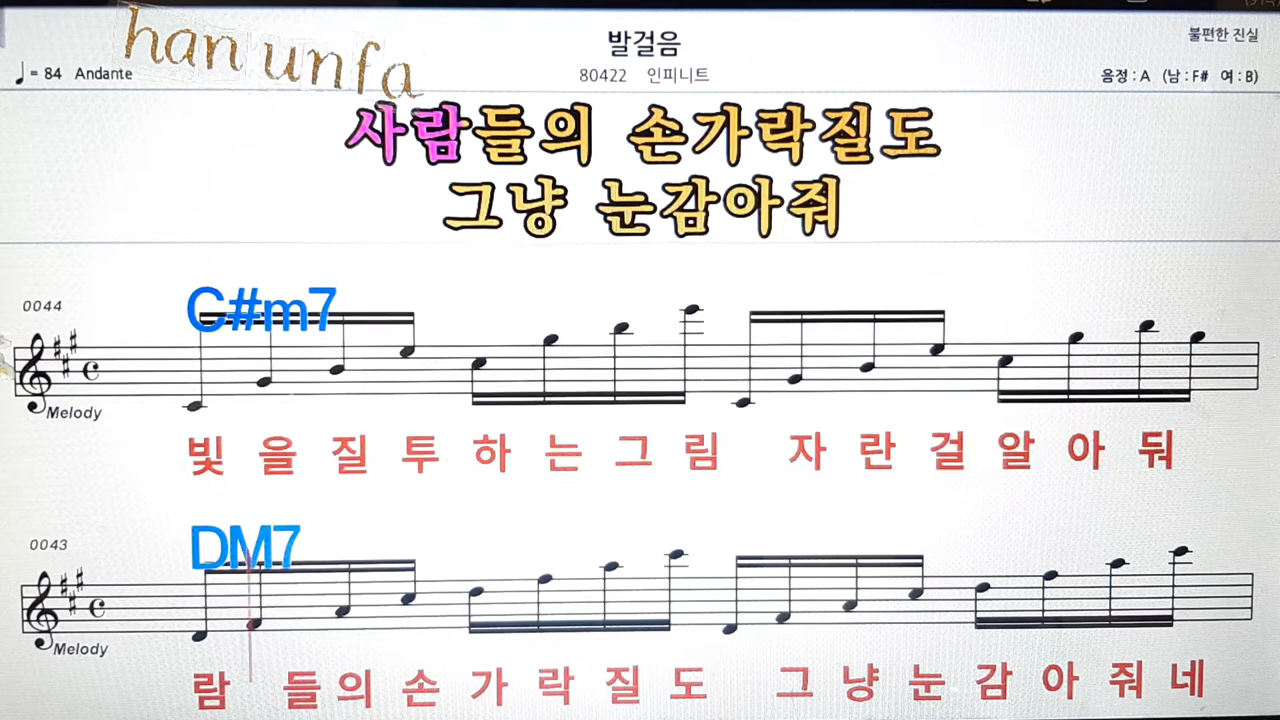 han unfa
발걸음
불편한 진실
♩= 84 Andante
80422 인피니트
음정 : A (남 : F# 여 : B)
사람들의 손가락질도
그냥 눈감아줘
0044
C#m7
Melody
빛 을 질 투 하 는 그 림 자 란 걸 알 아 둬
0043
DM7
Melody
람 들 의 손 가 락 질 도 그 냥 눈 감 아 줘 네